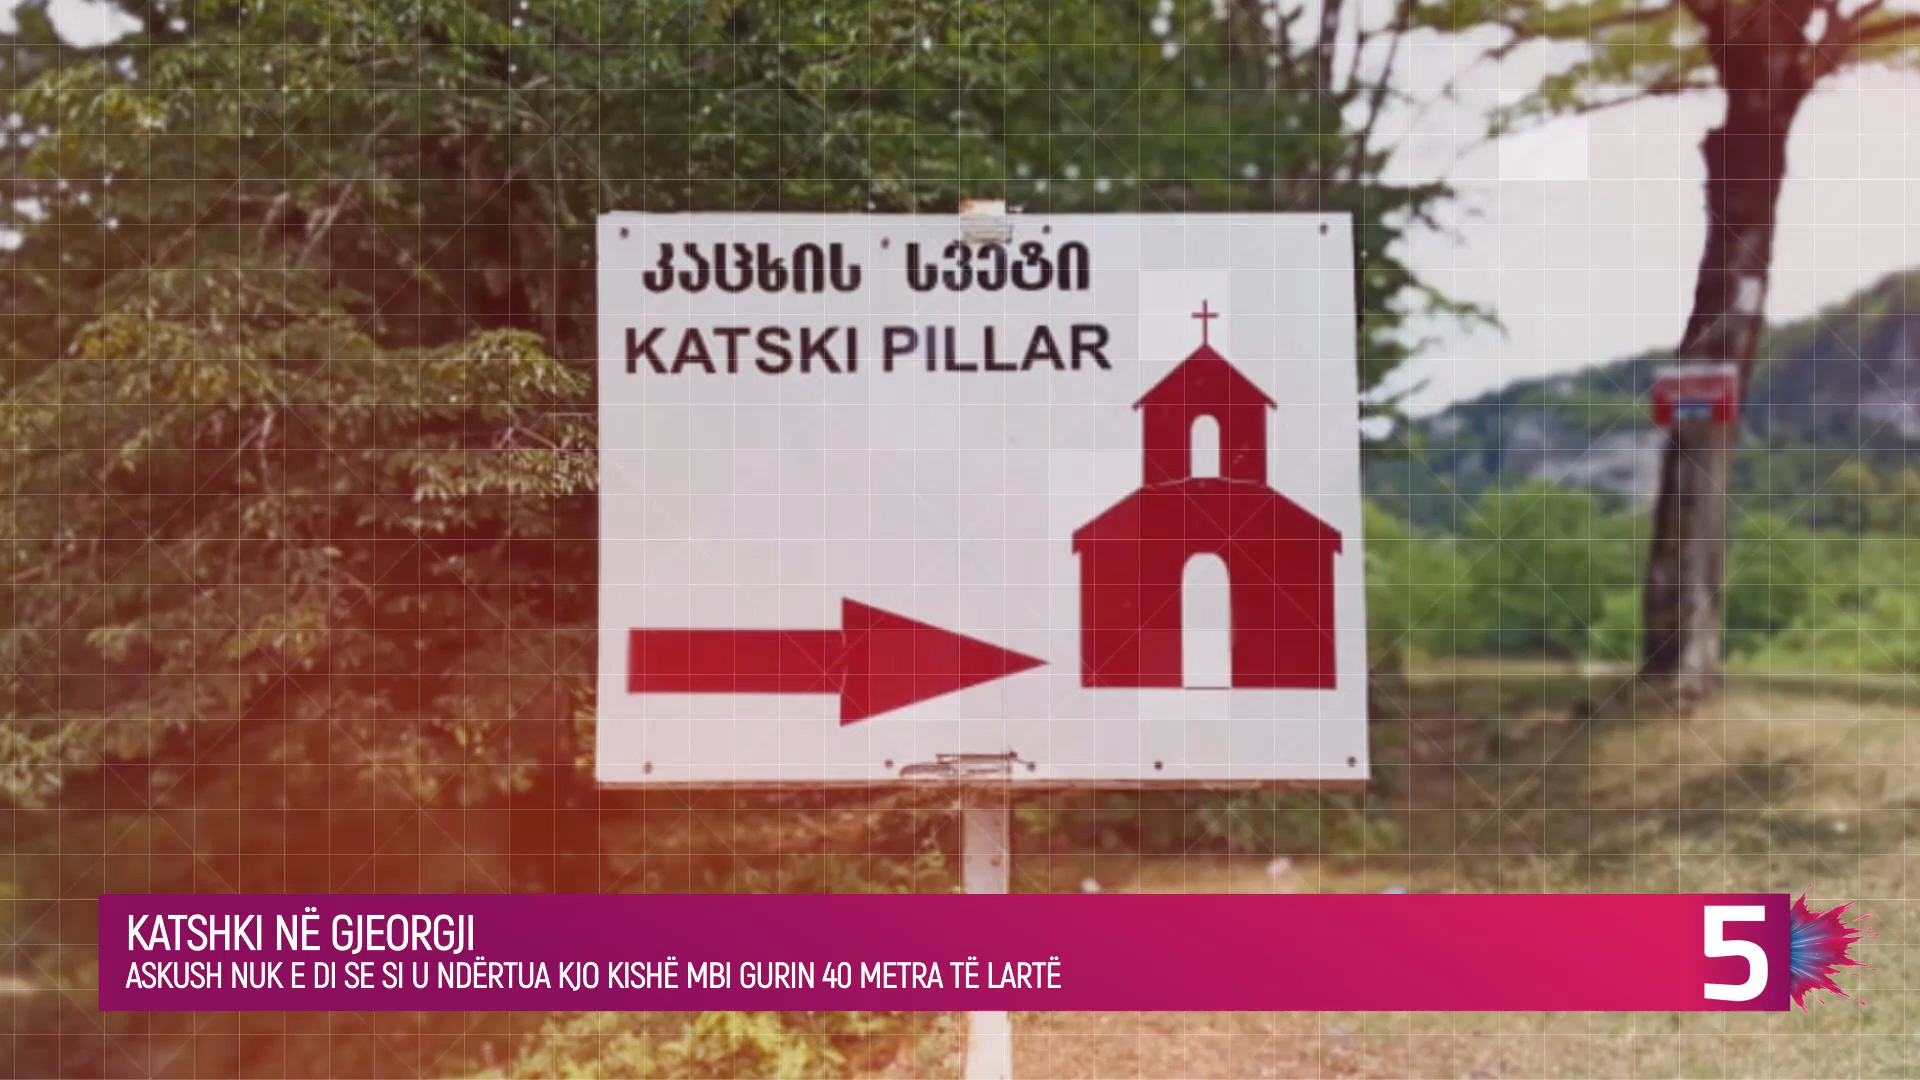 კაცხის სვეტი
KATSKI PILLAR
KATSHKI NË GJEORGJI
ASKUSH NUK E DI SE SI U NDËRTUA KJO KISHË MBI GURIN 40 METRA TË LARTË
5